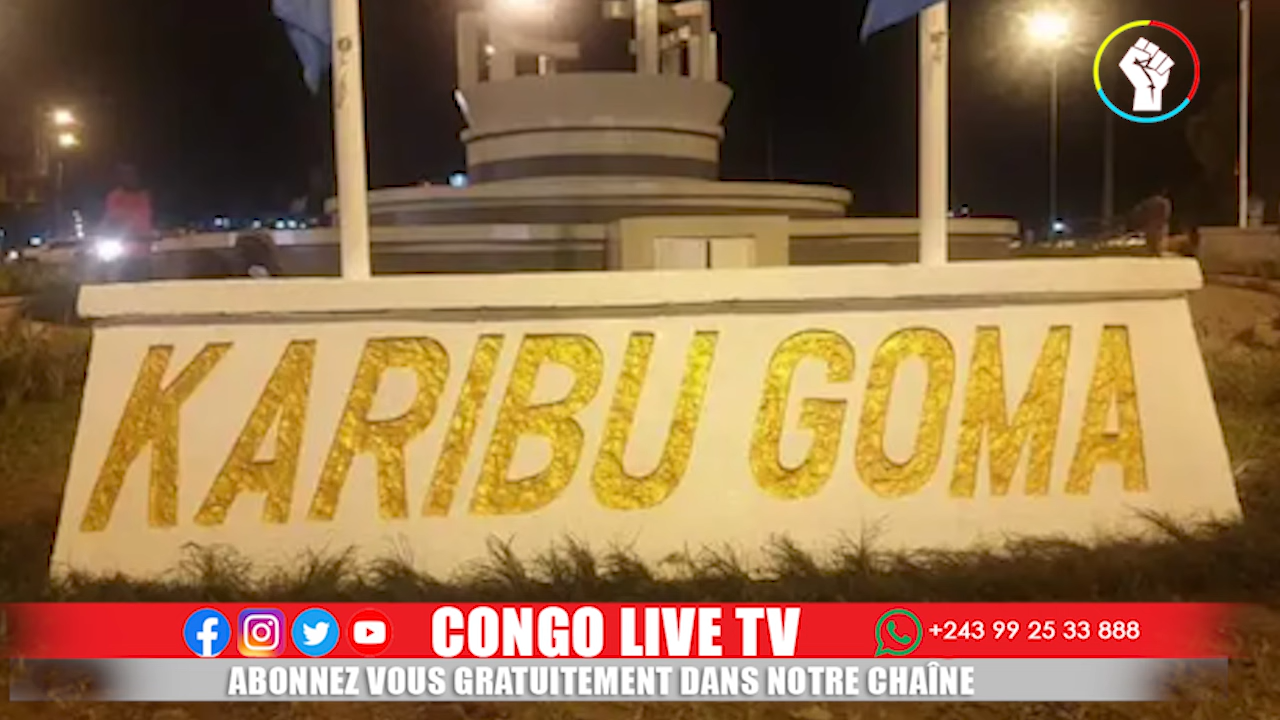 KARIBU GOMA
CONGO LIVE TV
+243 99 25 33 888
ABONNEZ VOUS GRATUITEMENT DANS NOTRE CHAÎNE